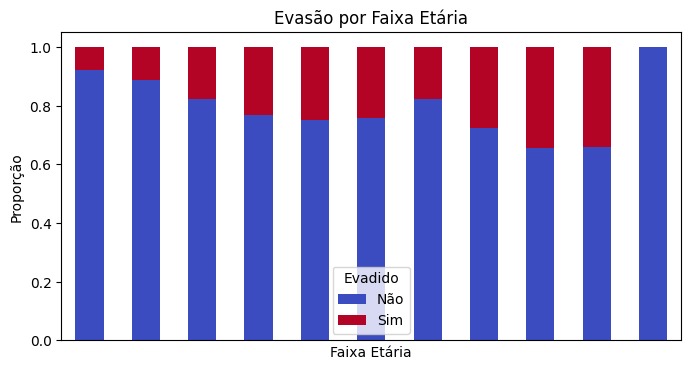 Evasão por Faixa Etária
1.0
0.8
0.6
0.4
0.2
0.0
Proporção
Evadido
Não
Sim
Faixa Etária